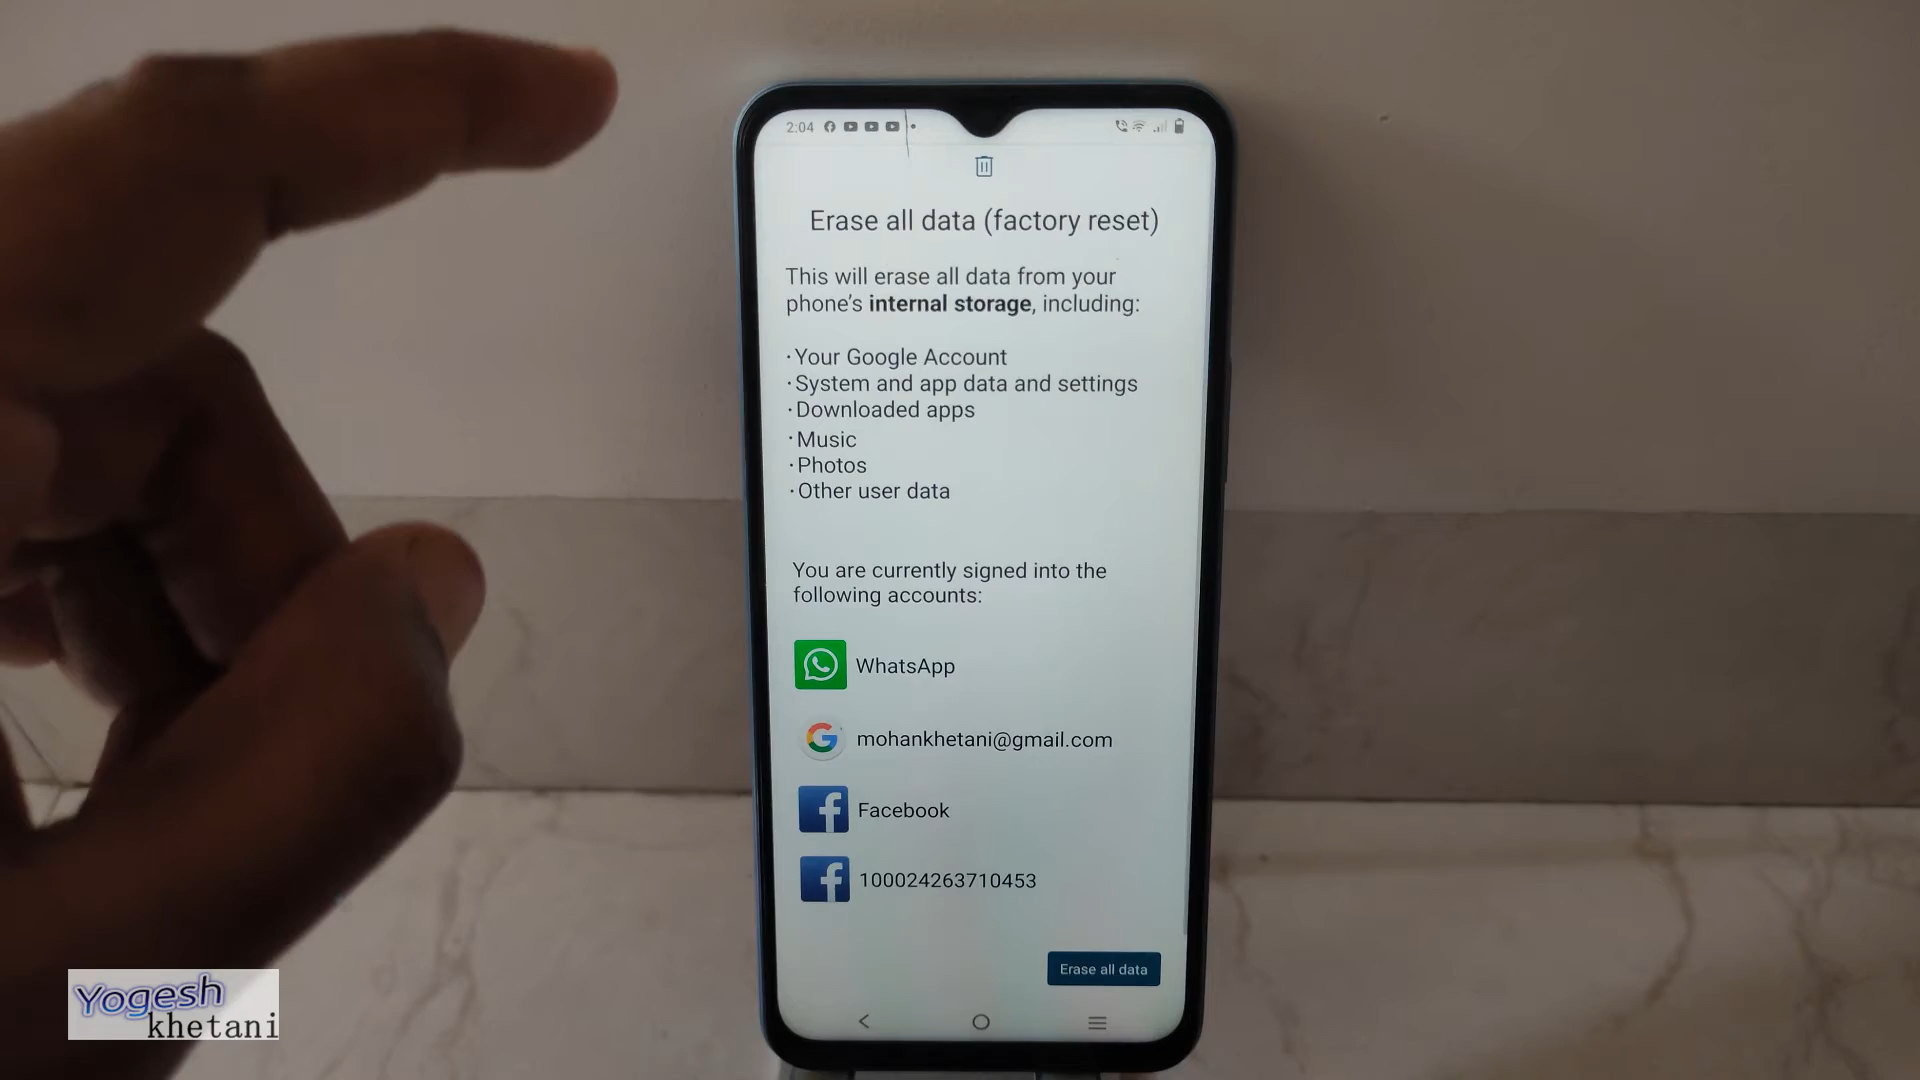 2:04
Erase all data (factory reset)
This will erase all data from your
phone's internal storage, including:
·Your Google Account
·System and app data and settings
·Downloaded apps
·Music
·Photos
·Other user data
You are currently signed into the
following accounts:
WhatsApp
mohankhetani@gmail.com
Facebook
100024263710453
Erase all data
Yogesh
khetani